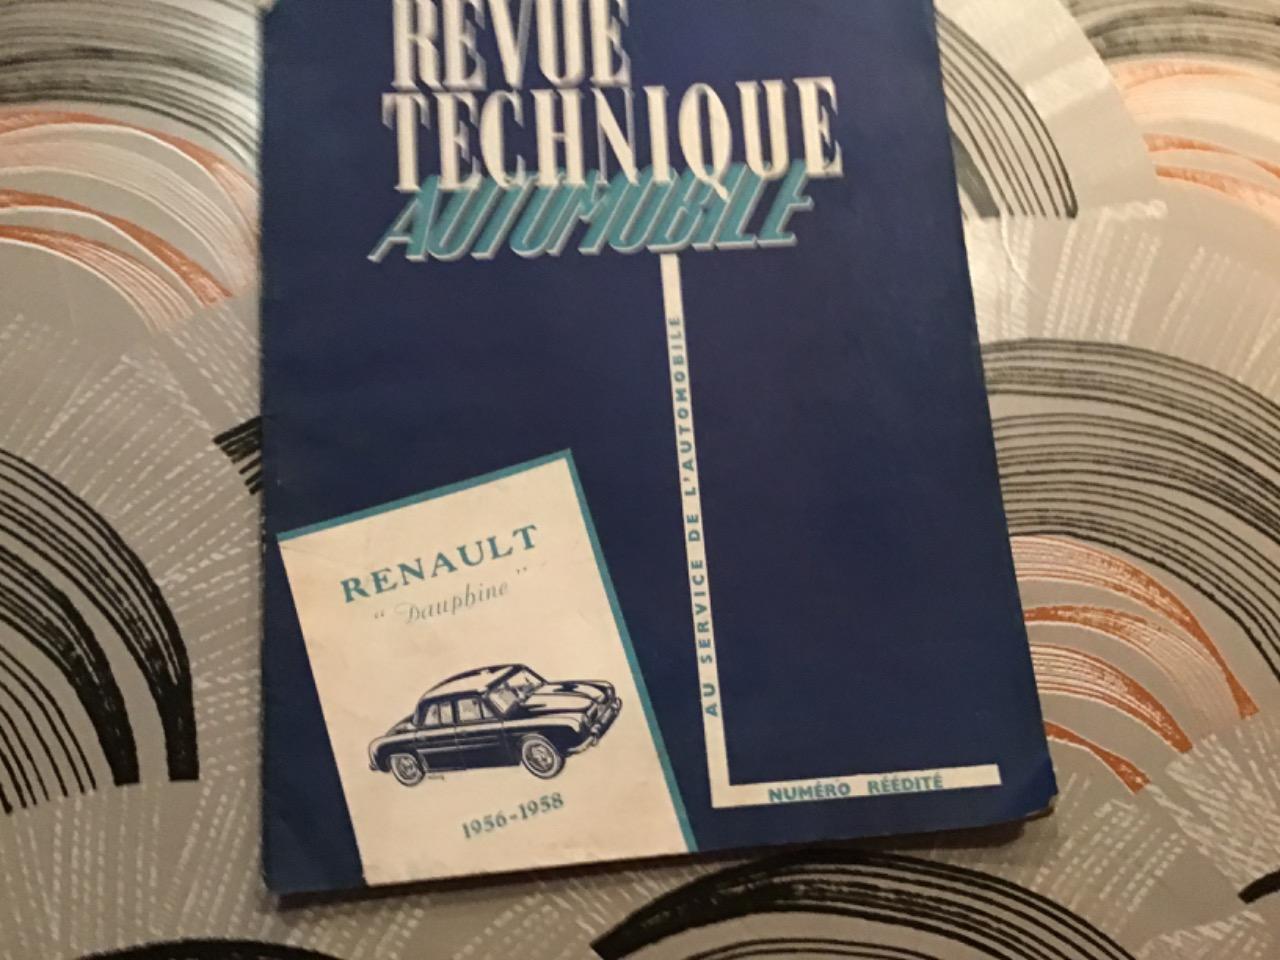 REVUE
TECHNIQUE
AUTOMOBILE
AU SERVICE DE L'AUTOMOBILE
RENAULT
"Dauphine"
1956-1958
NUMÉRO RÉÉDITÉ